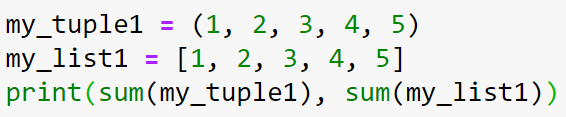 my_tuple1 = (1, 2, 3, 4, 5)
my_list1 = [1, 2, 3, 4, 5]
print(sum(my_tuple1), sum(my_list1))